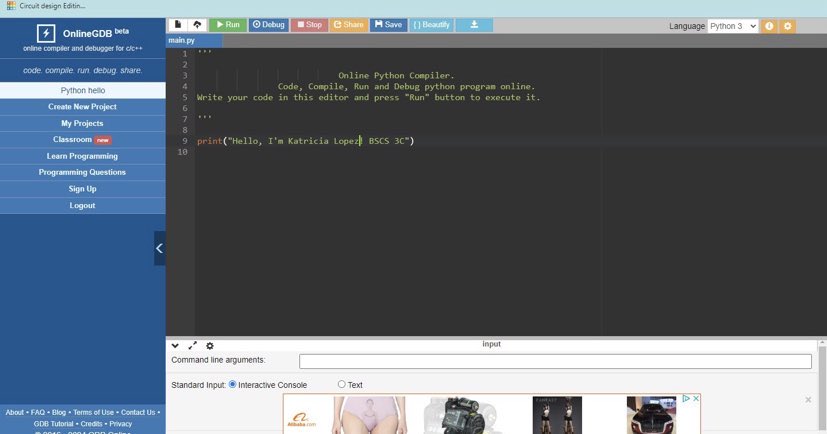 Circuit design Editin...
OnlineGDB beta
online compiler and debugger for c/c++
code. compile. run. debug. share.
Python hello
Create New Project
My Projects
Classroom new
Learn Programming
Programming Questions
Sign Up
Logout
About • FAQ • Blog • Terms of Use • Contact Us •
GDB Tutorial • Credits • Privacy
Run Debug Stop Share Save { } Beautify
Language Python 3
main.py
1 '''
2
3 Online Python Compiler.
4 Code, Compile, Run and Debug python program online.
5 Write your code in this editor and press "Run" button to execute it.
6
7 '''
8
9 print("Hello, I'm Katricia Lopez! BSCS 3C")
10
input
Command line arguments:
Standard Input: Interactive Console Text
Alibaba.com